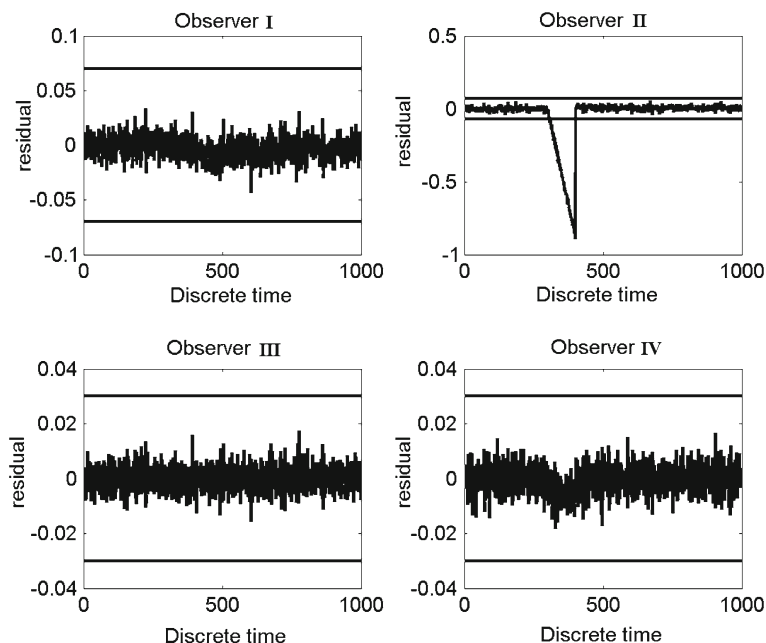 Observer I
0.1
0.05
0
-0.05
-0.1
residual
0 500 1000
Discrete time
Observer II
0.5
0
-0.5
-1
residual
0 500 1000
Discrete time
Observer III
0.04
0.02
0
-0.02
-0.04
residual
0 500 1000
Discrete time
Observer IV
0.04
0.02
0
-0.02
-0.04
residual
0 500 1000
Discrete time